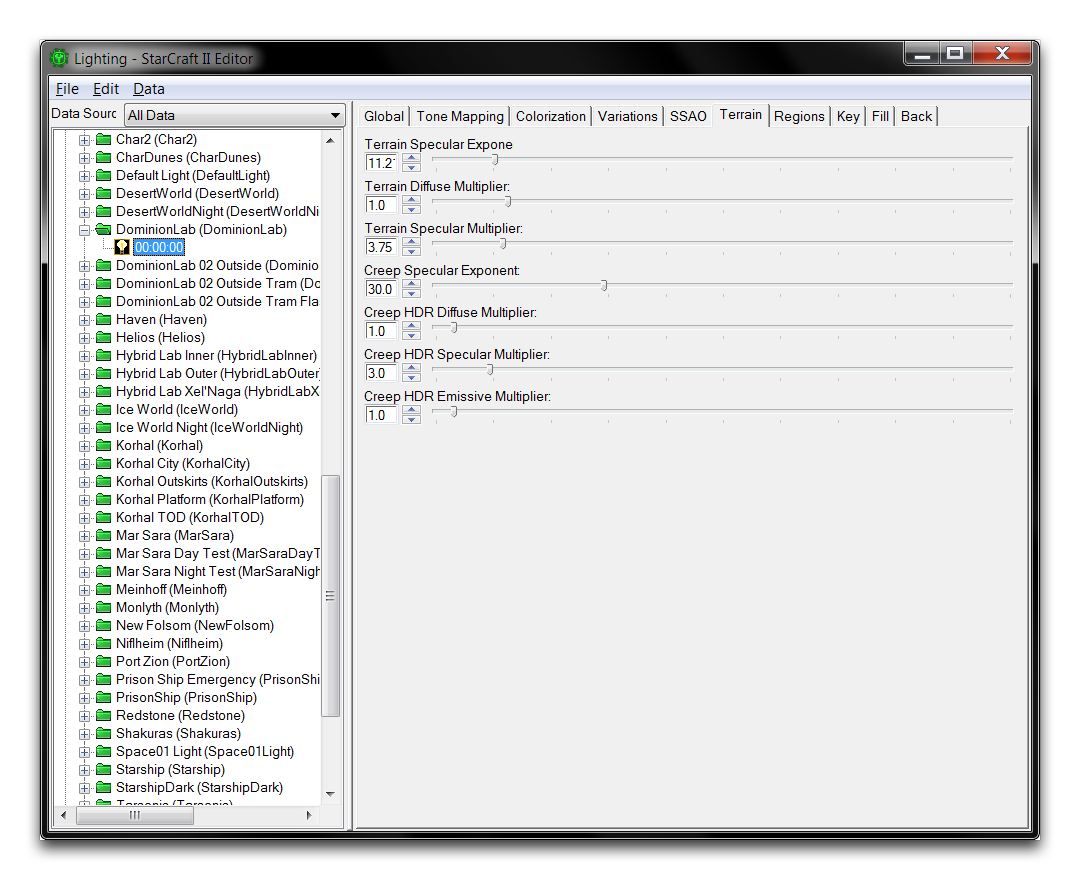 Lighting - StarCraft II Editor
File Edit Data
Data Sourc All Data
Char2 (Char2)
CharDunes (CharDunes)
Default Light (DefaultLight)
DesertWorld (DesertWorld)
DesertWorldNight (DesertWorldNi
DominionLab (DominionLab)
00:00:00
DominionLab 02 Outside (Dominio
DominionLab 02 Outside Tram (Do
DominionLab 02 Outside Tram Fla
Haven (Haven)
Helios (Helios)
Hybrid Lab Inner (HybridLabInner)
Hybrid Lab Outer (HybridLabOuter)
Hybrid Lab Xel'Naga (HybridLabX
Ice World (IceWorld)
Ice World Night (IceWorldNight)
Korhal (Korhal)
Korhal City (KorhalCity)
Korhal Outskirts (KorhalOutskirts)
Korhal Platform (KorhalPlatform)
Korhal TOD (KorhalTOD)
Mar Sara (MarSara)
Mar Sara Day Test (MarSaraDayT
Mar Sara Night Test (MarSaraNigh
Meinhoff (Meinhoff)
Monlyth (Monlyth)
New Folsom (NewFolsom)
Niflheim (Niflheim)
Port Zion (PortZion)
Prison Ship Emergency (PrisonShi
PrisonShip (PrisonShip)
Redstone (Redstone)
Shakuras (Shakuras)
Space01 Light (Space01Light)
Starship (Starship)
StarshipDark (StarshipDark)
Tarsonis (Tarsonis)
Global Tone Mapping Colorization Variations SSAO Terrain Regions Key Fill Back
Terrain Specular Expone
11.2
Terrain Diffuse Multiplier:
1.0
Terrain Specular Multiplier:
3.75
Creep Specular Exponent:
30.0
Creep HDR Diffuse Multiplier:
1.0
Creep HDR Specular Multiplier:
3.0
Creep HDR Emissive Multiplier:
1.0